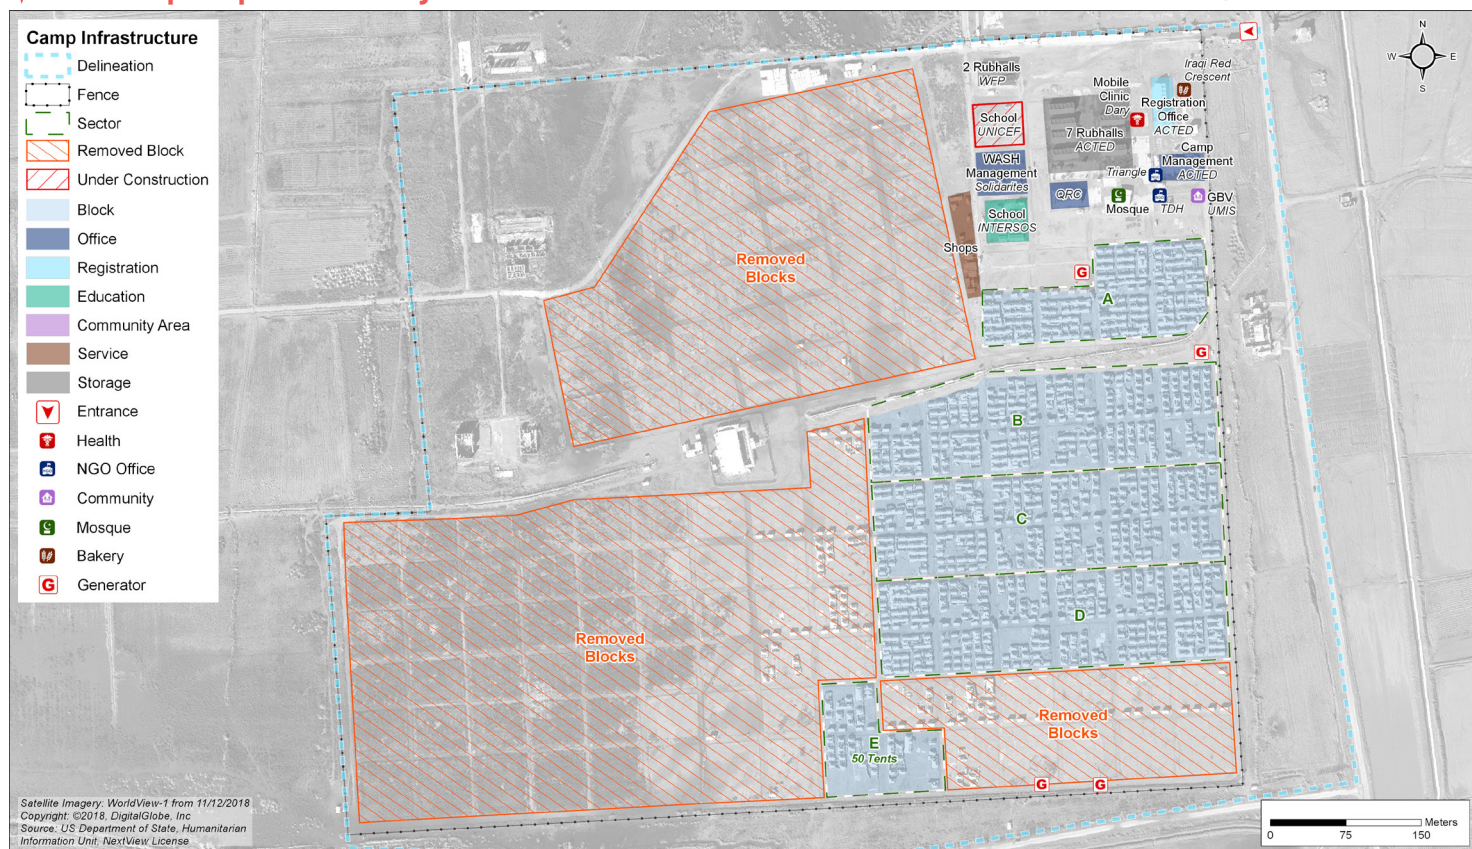 Camp Infrastructure
Delineation
Fence
Sector
Removed Block
Under Construction
Block
Office
Registration
Education
Community Area
Service
Storage
Entrance
Health
NGO Office
Community
Mosque
Bakery
G Generator
N
W E
S
2 Rubhalls
WFP
School
UNICEF
WASH
Management
Solidarites
School
INTERSOS
Shops
7 Rubhalls
ACTED
QRC
Mobile
Clinic
Dary
Iraqi Red
Crescent
Registration
Office
ACTED
Camp
Management
ACTED
Triangle
Mosque
TDH
GBV
UMIS
G
A
G
B
C
D
E
50 Tents
G
G
Removed
Blocks
Removed
Blocks
Removed
Blocks
Satellite Imagery: WorldView-1 from 11/12/2018
Copyright: ©2018, DigitalGlobe, Inc
Source: US Department of State, Humanitarian
Information Unit, NextView License
Meters
0 75 150